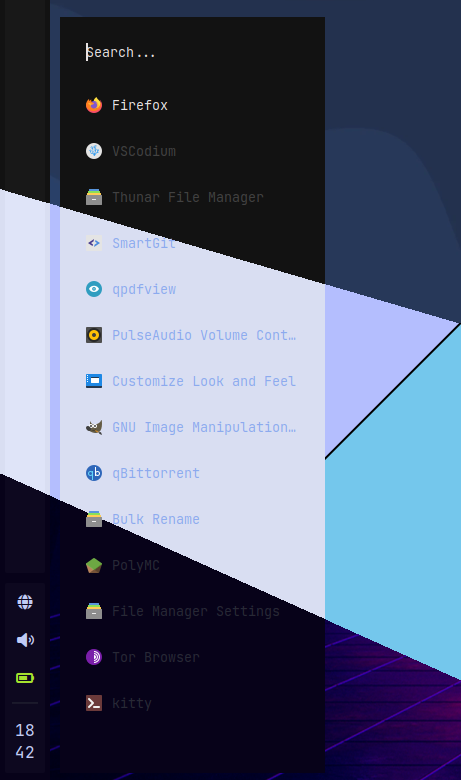 Search...
Firefox
VSCodium
Thunar File Manager
SmartGit
qpdfview
PulseAudio Volume Cont…
Customize Look and Feel
GNU Image Manipulation…
qBittorrent
Bulk Rename
PolyMC
File Manager Settings
Tor Browser
kitty
18
42